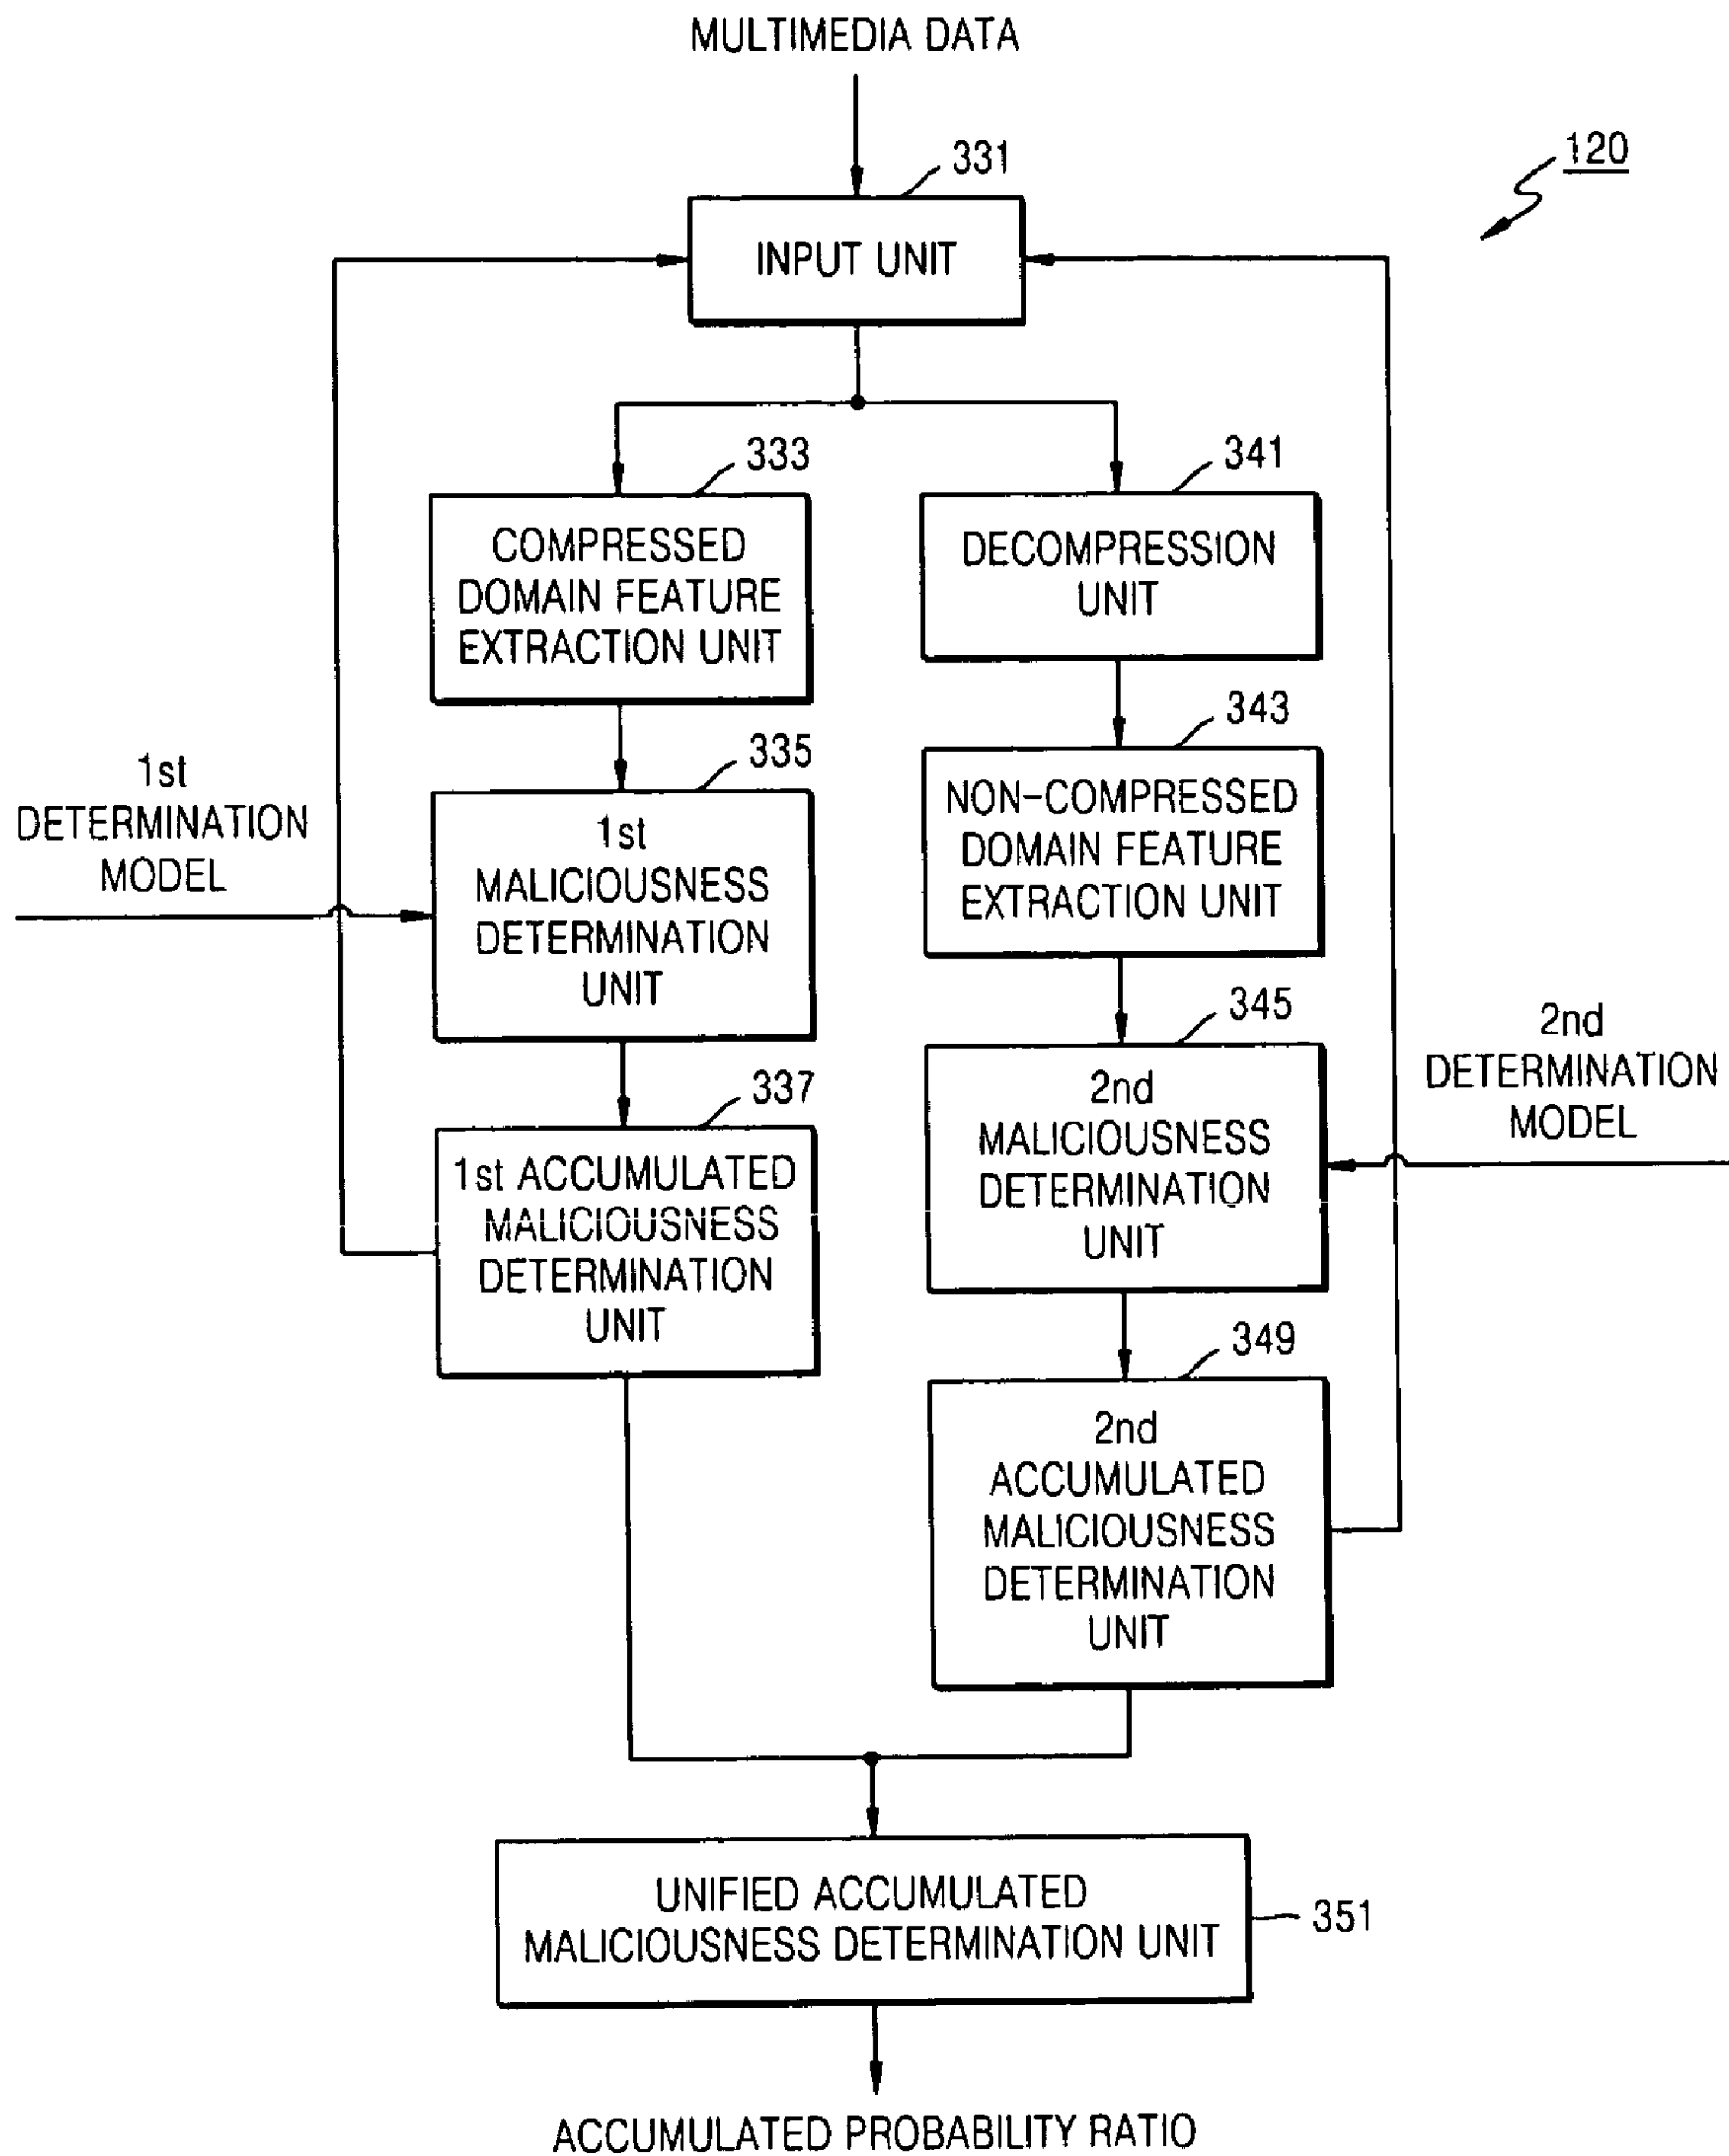 MULTIMEDIA DATA
331
120
INPUT UNIT
333
341
COMPRESSED
DOMAIN FEATURE
EXTRACTION UNIT
DECOMPRESSION
UNIT
343
335
1st
DETERMINATION
MODEL
1st
MALICIOUSNESS
DETERMINATION
UNIT
NON-COMPRESSED
DOMAIN FEATURE
EXTRACTION UNIT
345
2nd
DETERMINATION
MODEL
337
2nd
MALICIOUSNESS
DETERMINATION
UNIT
1st ACCUMULATED
MALICIOUSNESS
DETERMINATION
UNIT
349
2nd
ACCUMULATED
MALICIOUSNESS
DETERMINATION
UNIT
UNIFIED ACCUMULATED
MALICIOUSNESS DETERMINATION UNIT
351
ACCUMULATED PROBABILITY RATIO